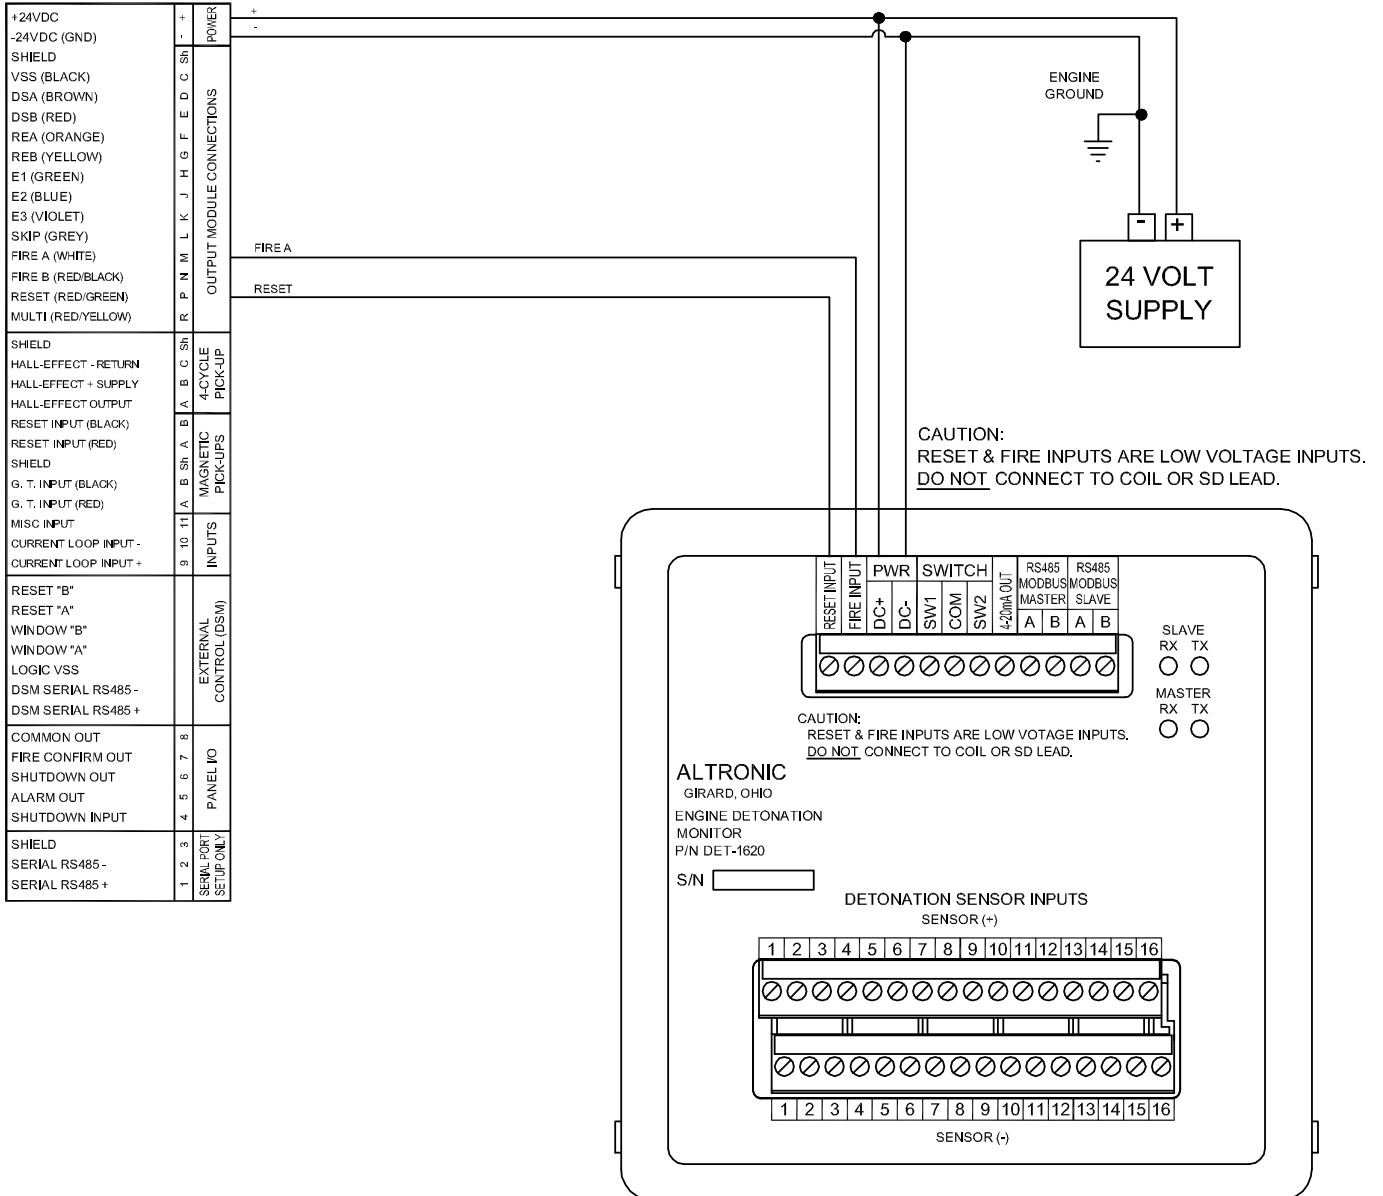 +24VDC + POWER
-24VDC (GND) -
SHIELD Sh OUTPUT MODULE CONNECTIONS
VSS (BLACK) C
DSA (BROWN) D
DSB (RED) E
REA (ORANGE) F
REB (YELLOW) G
E1 (GREEN) H
E2 (BLUE) J
E3 (VIOLET) K
SKIP (GREY) L
FIRE A (WHITE) M
FIRE B (RED/BLACK) N
RESET (RED/GREEN) P
MULTI (RED/YELLOW) R
SHIELD Sh 4-CYCLE PICK-UP
HALL-EFFECT - RETURN C
HALL-EFFECT + SUPPLY B
HALL-EFFECT OUTPUT A
RESET INPUT (BLACK) B MAGNETIC PICK-UPS
RESET INPUT (RED) A
SHIELD Sh
G. T. INPUT (BLACK) B
G. T. INPUT (RED) A
MISC INPUT 11 INPUTS
CURRENT LOOP INPUT - 10
CURRENT LOOP INPUT + 9
RESET "B" EXTERNAL CONTROL (DSM)
RESET "A"
WINDOW "B"
WINDOW "A"
LOGIC VSS
DSM SERIAL RS485 -
DSM SERIAL RS485 +
COMMON OUT 8 PANEL I/O
FIRE CONFIRM OUT 7
SHUTDOWN OUT 6
ALARM OUT 5
SHUTDOWN INPUT 4
SHIELD 3 SERIAL PORT SETUP ONLY
SERIAL RS485 - 2
SERIAL RS485 + 1
+
-
FIRE A
RESET
ENGINE
GROUND
- +
24 VOLT
SUPPLY
CAUTION:
RESET & FIRE INPUTS ARE LOW VOLTAGE INPUTS.
DO NOT CONNECT TO COIL OR SD LEAD.
RESET INPUT
FIRE INPUT
PWR
DC+
DC-
SWITCH
SW1
COM
SW2
4-20mA OUT
RS485
MODBUS
MASTER
A B
RS485
MODBUS
SLAVE
A B
SLAVE
RX TX
MASTER
RX TX
CAUTION:
RESET & FIRE INPUTS ARE LOW VOTAGE INPUTS.
DO NOT CONNECT TO COIL OR SD LEAD.
ALTRONIC
GIRARD, OHIO
ENGINE DETONATION
MONITOR
P/N DET-1620
S/N
DETONATION SENSOR INPUTS
SENSOR (+)
1 2 3 4 5 6 7 8 9 10 11 12 13 14 15 16
1 2 3 4 5 6 7 8 9 10 11 12 13 14 15 16
SENSOR (-)